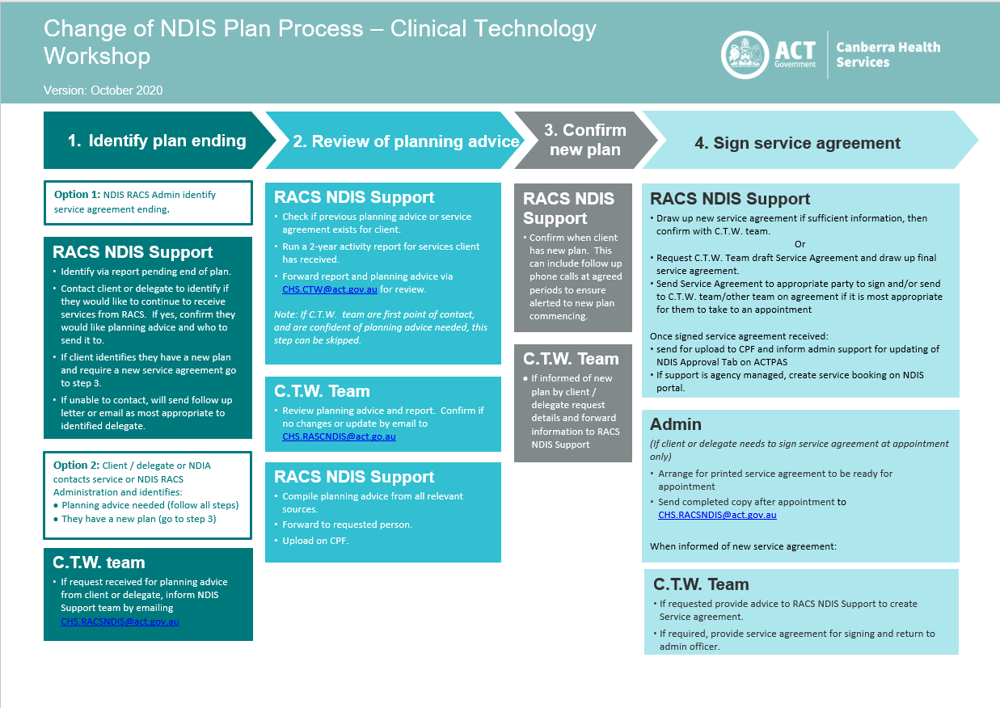 Change of NDIS Plan Process – Clinical Technology
Workshop
Version: October 2020
ACT
Government
Canberra Health
Services
1. Identify plan ending
2. Review of planning advice
3. Confirm
new plan
4. Sign service agreement
Option 1: NDIS RACS Admin identify
service agreement ending.
RACS NDIS Support
• Identify via report pending end of plan.
• Contact client or delegate to identify if
they would like to continue to receive
services from RACS. If yes, confirm they
would like planning advice and who to
send it to.
• If client identifies they have a new plan
and require a new service agreement go
to step 3.
• If unable to contact, will send follow up
letter or email as most appropriate to
identified delegate.
Option 2: Client / delegate or NDIA
contacts service or NDIS RACS
Administration and identifies:
● Planning advice needed (follow all steps)
● They have a new plan (go to step 3)
C.T.W. team
• If request received for planning advice
from client or delegate, inform NDIS
Support team by emailing
CHS.RACSNDIS@act.gov.au
RACS NDIS Support
• Check if previous planning advice or service
agreement exists for client.
• Run a 2-year activity report for services client
has received.
• Forward report and planning advice via
CHS.CTW@act.gov.au for review.
Note: If C.T.W. team are first point of contact,
and are confident of planning advice needed, this
step can be skipped.
C.T.W. Team
• Review planning advice and report. Confirm if
no changes or update by email to
CHS.RASCNDIS@act.go.au
RACS NDIS Support
• Compile planning advice from all relevant
sources.
• Forward to requested person.
• Upload on CPF.
RACS NDIS
Support
• Confirm when client
has new plan. This
can include follow up
phone calls at agreed
periods to ensure
alerted to new plan
commencing.
C.T.W. Team
● If informed of new
plan by client /
delegate request
details and forward
information to RACS
NDIS Support
RACS NDIS Support
• Draw up new service agreement if sufficient information, then
confirm with C.T.W. team.
Or
• Request C.T.W. Team draft Service Agreement and draw up final
service agreement.
• Send Service Agreement to appropriate party to sign and/or send
to C.T.W. team/other team on agreement if it is most appropriate
for them to take to an appointment
Once signed service agreement received:
• send for upload to CPF and inform admin support for updating of
NDIS Approval Tab on ACTPAS
• If support is agency managed, create service booking on NDIS
portal.
Admin
(If client or delegate needs to sign service agreement at appointment
only)
• Arrange for printed service agreement to be ready for
appointment
• Send completed copy after appointment to
CHS.RACSNDIS@act.gov.au
When informed of new service agreement:
C.T.W. Team
• If requested provide advice to RACS NDIS Support to create
Service agreement.
• If required, provide service agreement for signing and return to
admin officer.